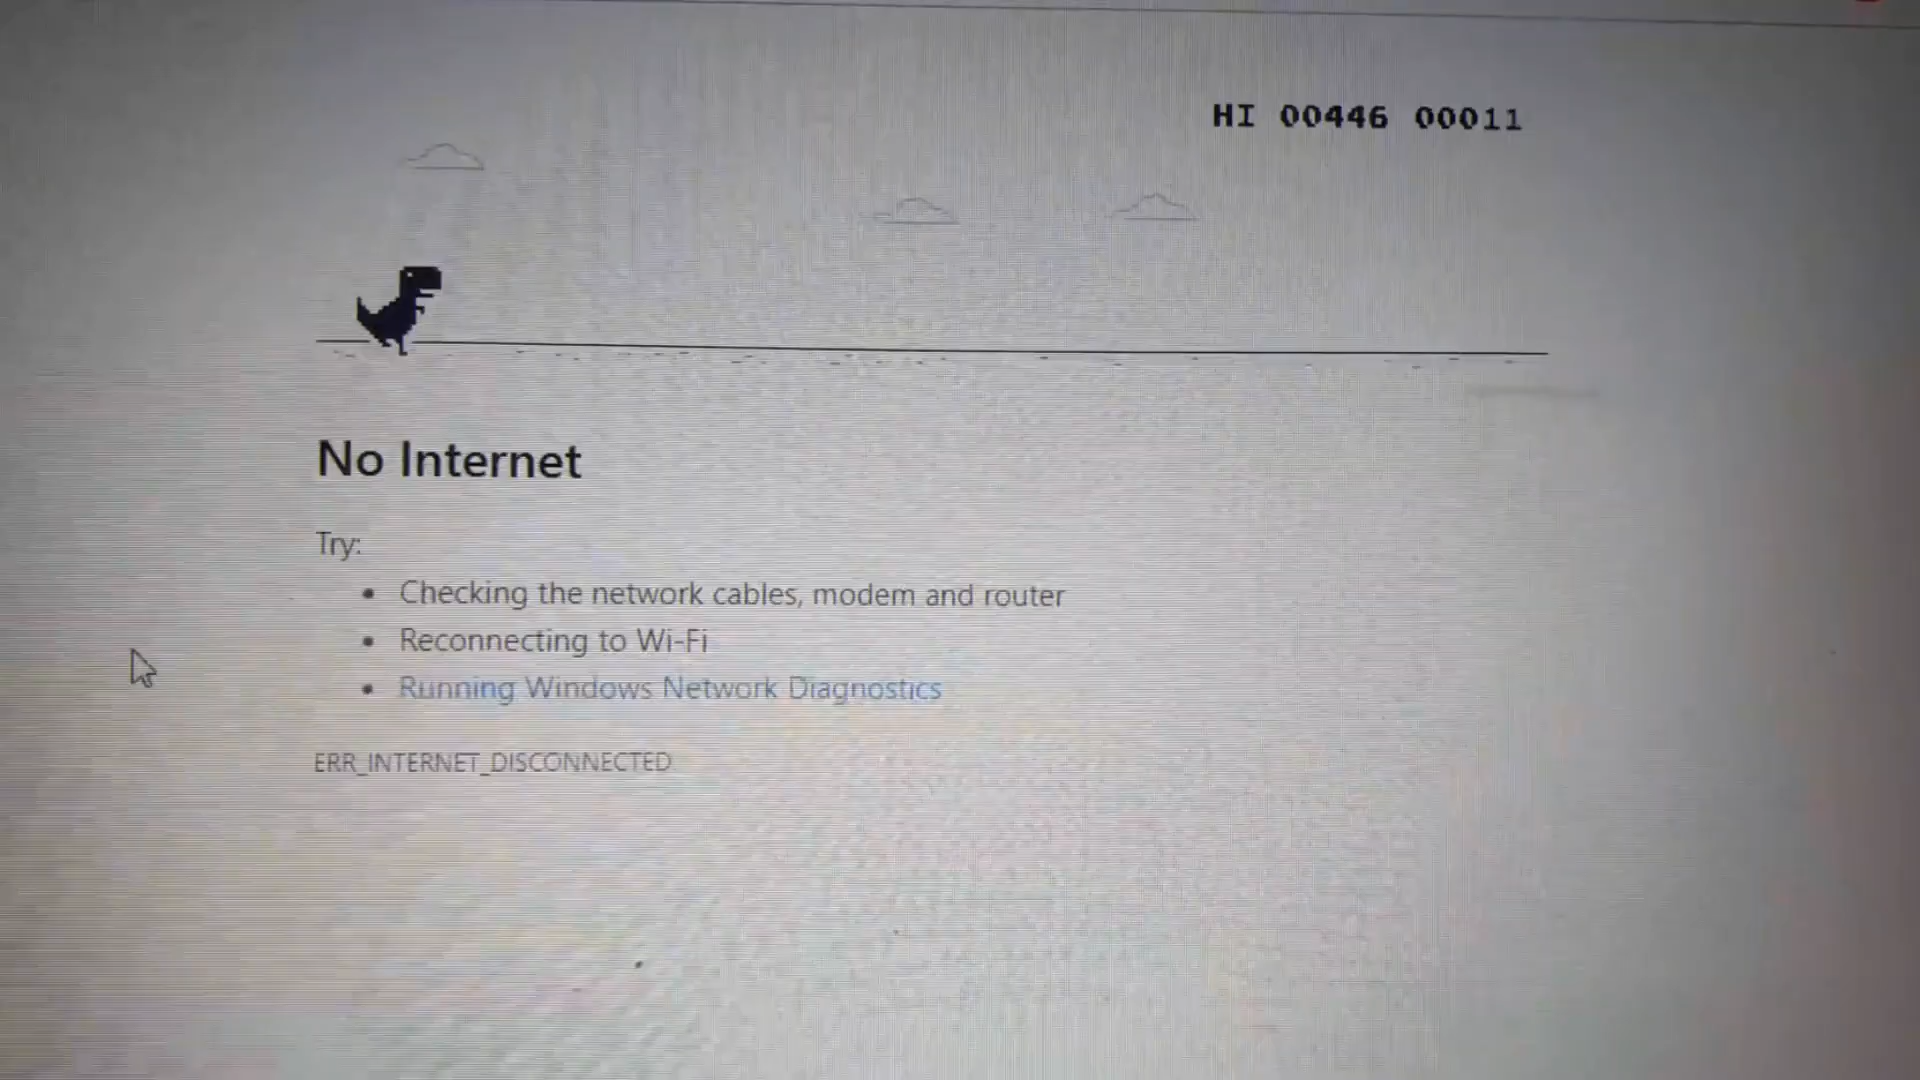 HI 00446 00011
No Internet
Try:
Checking the network cables, modem and router
Reconnecting to Wi-Fi
Running Windows Network Diagnostics
ERR_INTERNET_DISCONNECTED